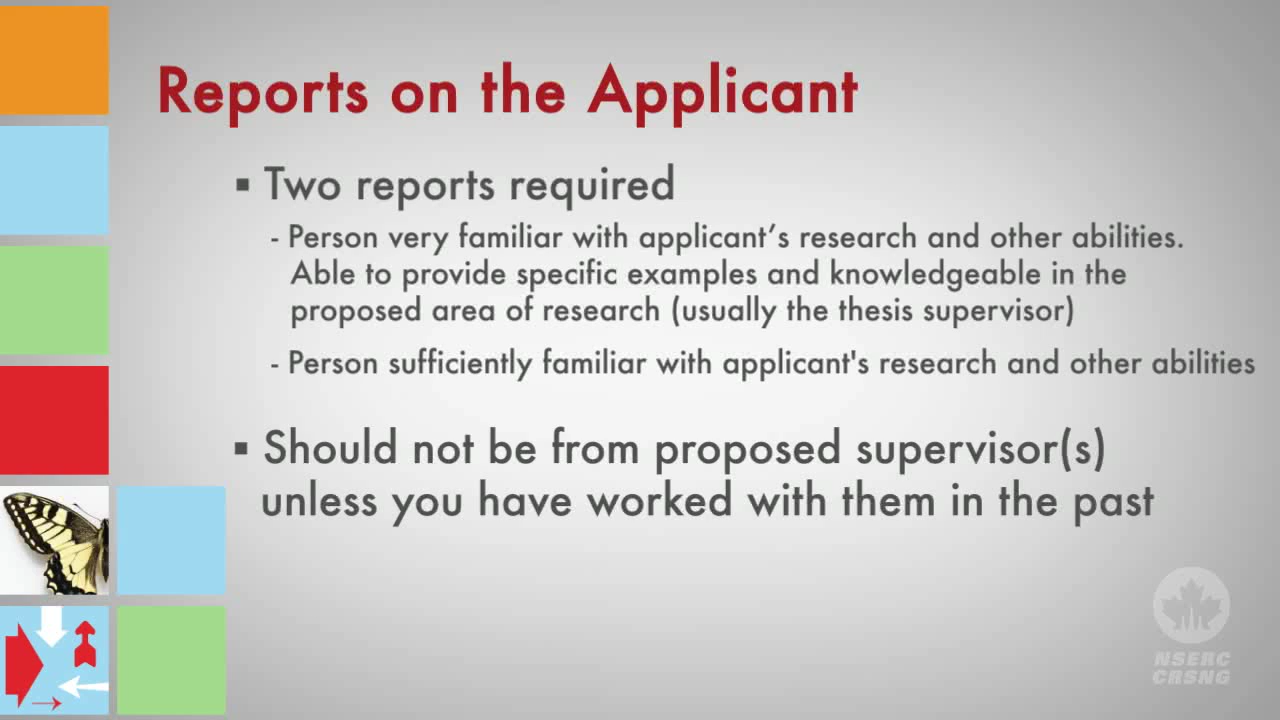 Reports on the Applicant
▪ Two reports required
- Person very familiar with applicant’s research and other abilities.
Able to provide specific examples and knowledgeable in the
proposed area of research (usually the thesis supervisor)
- Person sufficiently familiar with applicant's research and other abilities
▪ Should not be from proposed supervisor(s)
unless you have worked with them in the past
NSERC
CRSNG